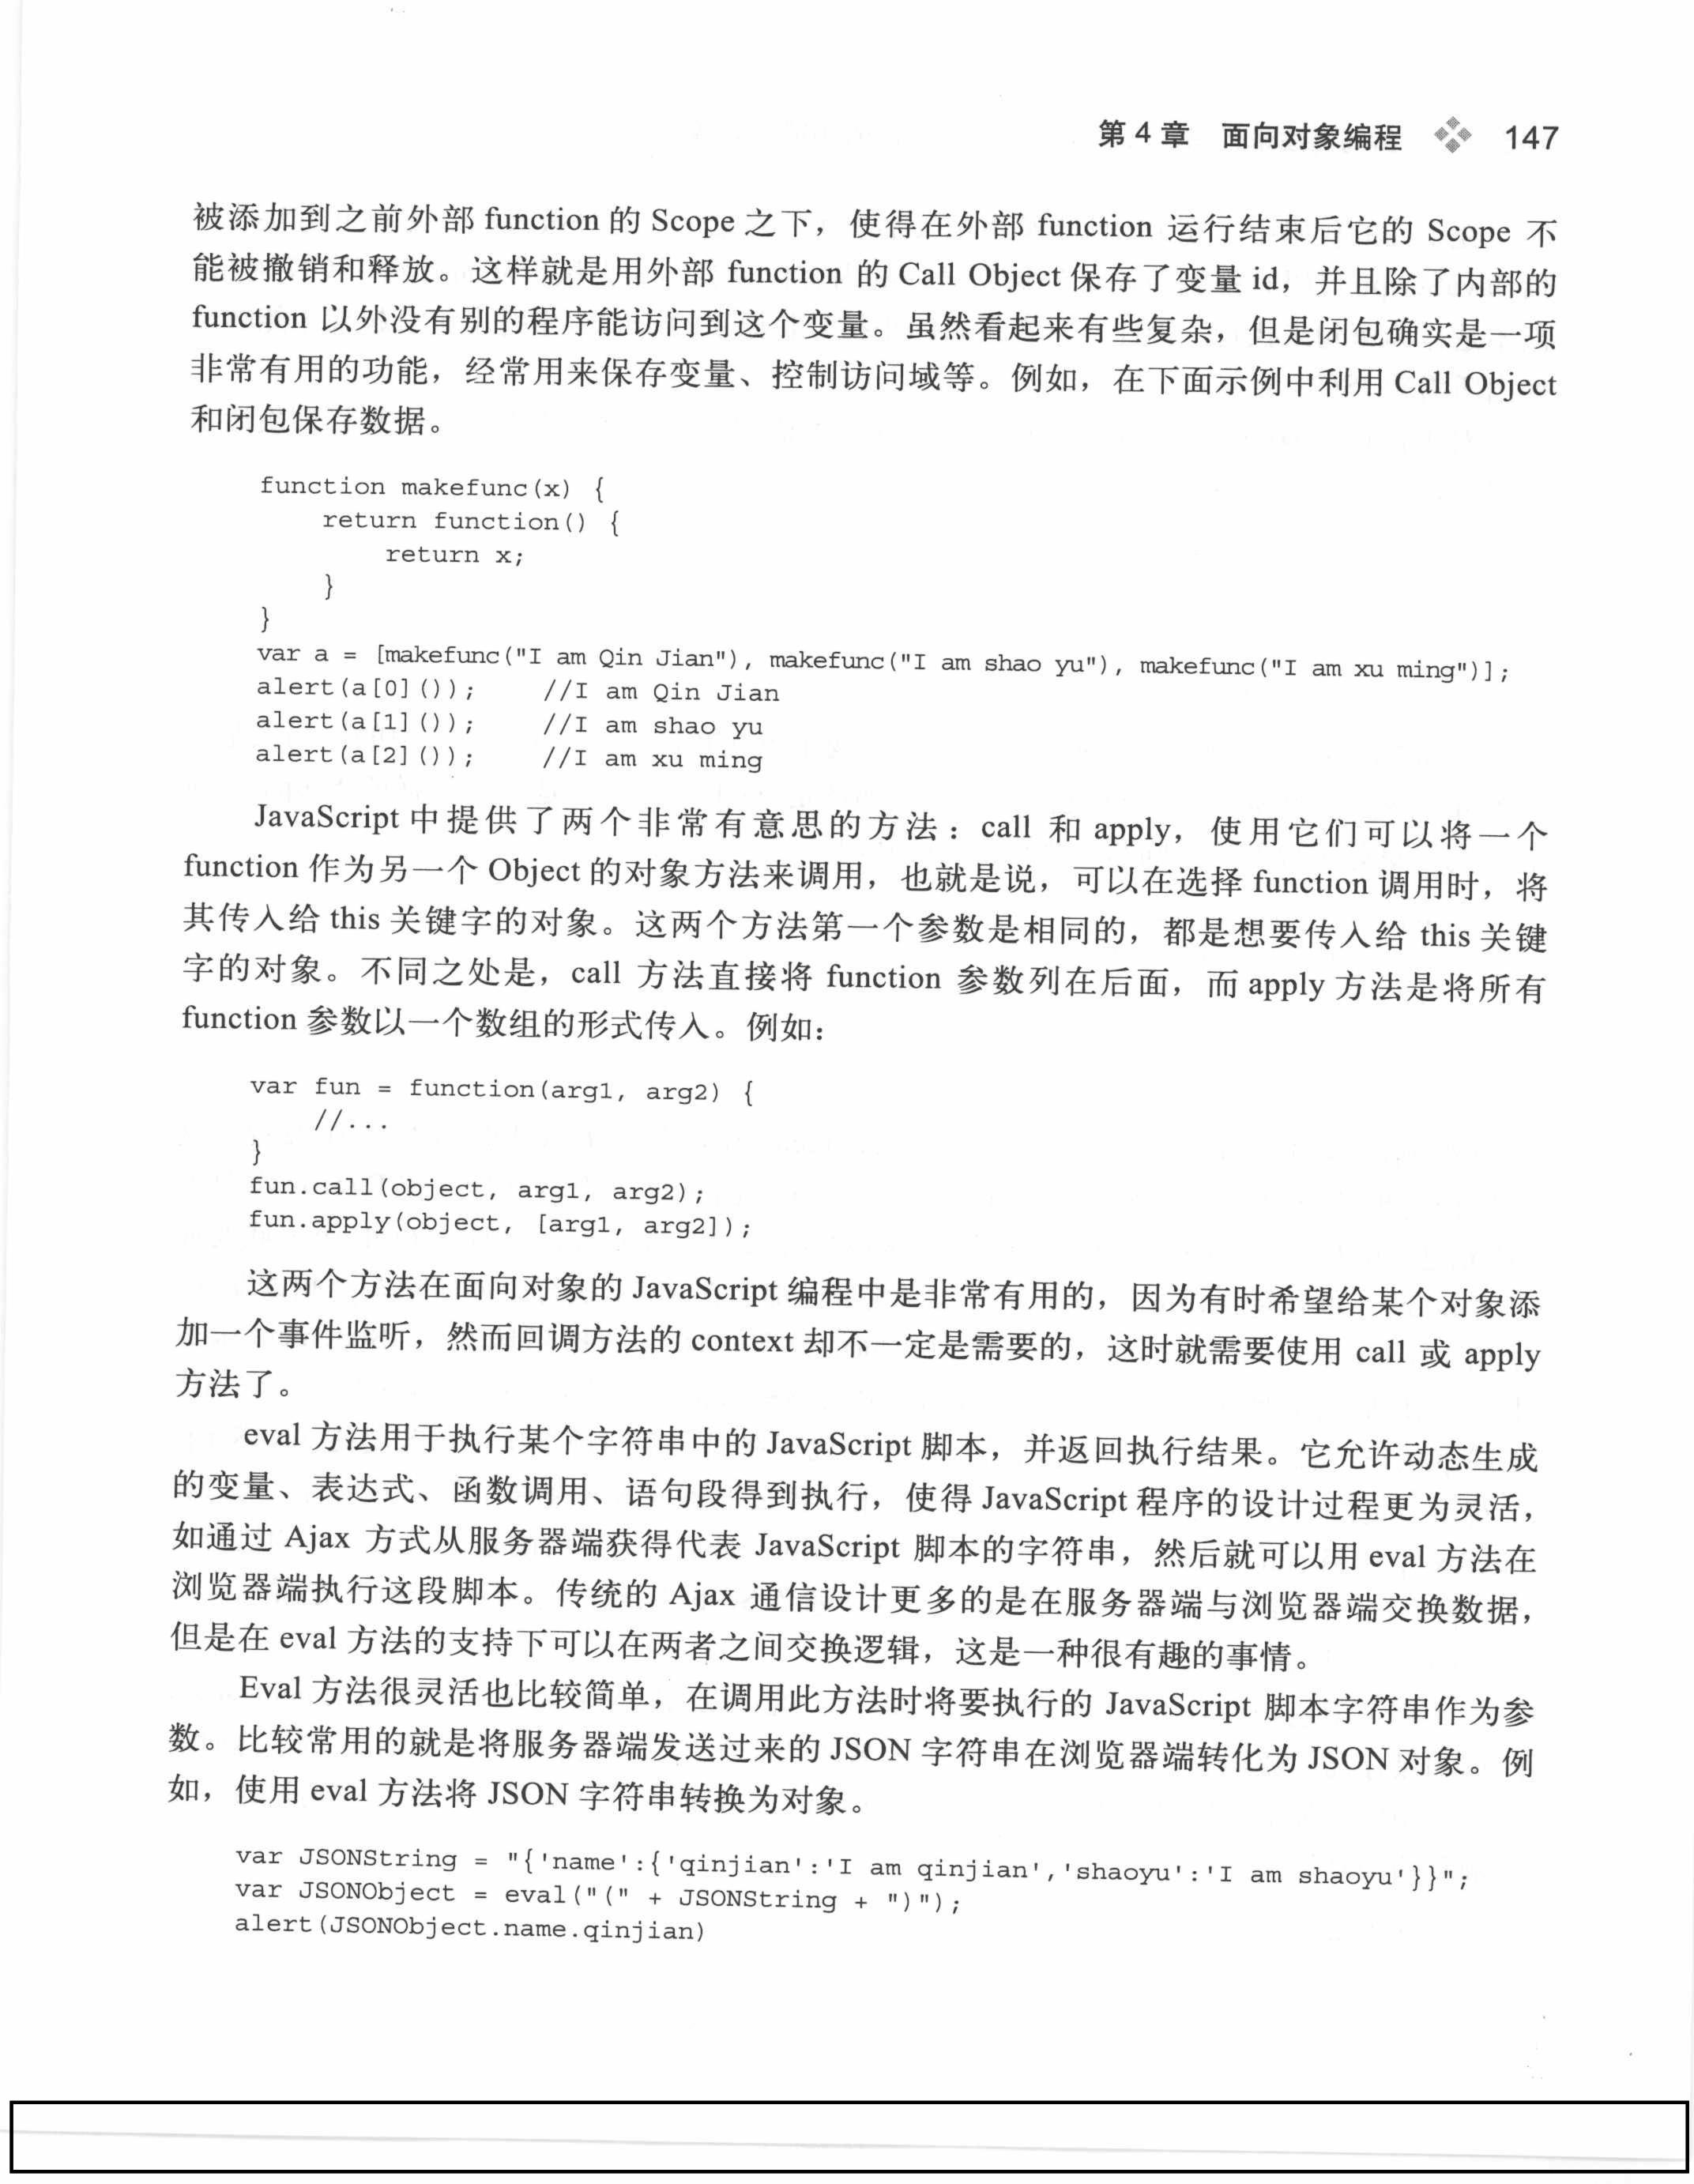 第 4 章 面向对象编程 147
被添加到之前外部 function 的 Scope 之下，使得在外部 function 运行结束后它的 Scope 不
能被撤销和释放。这样就是用外部 function 的 Call Object 保存了变量 id，并且除了内部的
function 以外没有别的程序能访问到这个变量。虽然看起来有些复杂，但是闭包确实是一项
非常有用的功能，经常用来保存变量、控制访问域等。例如，在下面示例中利用 Call Object
和闭包保存数据。
function makefunc(x) {
    return function() {
        return x;
    }
}
var a = [makefunc("I am Qin Jian"), makefunc("I am shao yu"), makefunc("I am xu ming")];
alert(a[0]());    //I am Qin Jian
alert(a[1]());    //I am shao yu
alert(a[2]());    //I am xu ming
JavaScript 中提供了两个非常有意思的方法：call 和 apply，使用它们可以将一个
function 作为另一个 Object 的对象方法来调用，也就是说，可以在选择 function 调用时，将
其传入给 this 关键字的对象。这两个方法第一个参数是相同的，都是想要传入给 this 关键
字的对象。不同之处是，call 方法直接将 function 参数列在后面，而 apply 方法是将所有
function 参数以一个数组的形式传入。例如：
var fun = function(arg1, arg2) {
    //...
}
fun.call(object, arg1, arg2);
fun.apply(object, [arg1, arg2]);
这两个方法在面向对象的 JavaScript 编程中是非常有用的，因为有时希望给某个对象添
加一个事件监听，然而回调方法的 context 却不一定是需要的，这时就需要使用 call 或 apply
方法了。
eval 方法用于执行某个字符串中的 JavaScript 脚本，并返回执行结果。它允许动态生成
的变量、表达式、函数调用、语句段得到执行，使得 JavaScript 程序的设计过程更为灵活，
如通过 Ajax 方式从服务器端获得代表 JavaScript 脚本的字符串，然后就可以用 eval 方法在
浏览器端执行这段脚本。传统的 Ajax 通信设计更多的是在服务器端与浏览器端交换数据，
但是在 eval 方法的支持下可以在两者之间交换逻辑，这是一种很有趣的事情。
Eval 方法很灵活也比较简单，在调用此方法时将要执行的 JavaScript 脚本字符串作为参
数。比较常用的就是将服务器端发送过来的 JSON 字符串在浏览器端转化为 JSON 对象。例
如，使用 eval 方法将 JSON 字符串转换为对象。
var JSONString = "{'name':{'qinjian':'I am qinjian','shaoyu':'I am shaoyu'}}";
var JSONObject = eval("(" + JSONString + ")");
alert(JSONObject.name.qinjian)